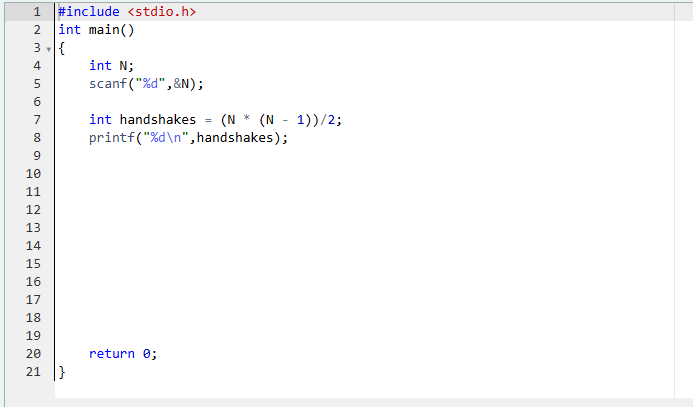 1 #include <stdio.h>
2 int main()
3 {
4 int N;
5 scanf("%d",&N);
6
7 int handshakes = (N * (N - 1))/2;
8 printf("%d\n",handshakes);
9
10
11
12
13
14
15
16
17
18
19
20 return 0;
21 }